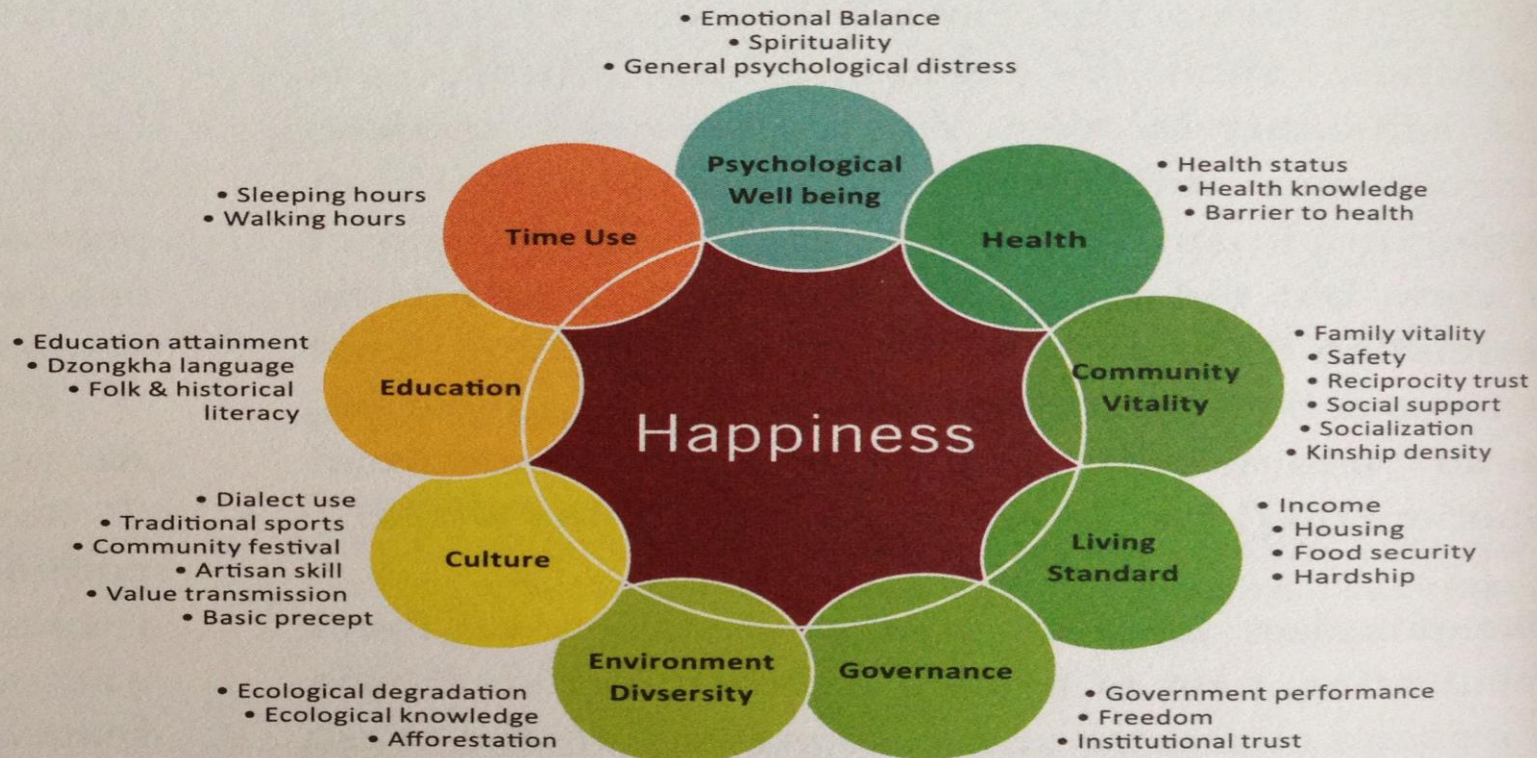 • Emotional Balance
• Spirituality
• General psychological distress
Psychological
Well being
• Health status
• Health knowledge
• Barrier to health
Health
• Family vitality
• Safety
• Reciprocity trust
• Social support
• Socialization
• Kinship density
Community
Vitality
• Income
• Housing
• Food security
• Hardship
Living
Standard
Governance
• Government performance
• Freedom
• Institutional trust
Environment
Divsersity
• Ecological degradation
• Ecological knowledge
• Afforestation
Culture
• Dialect use
• Traditional sports
• Community festival
• Artisan skill
• Value transmission
• Basic precept
Education
• Education attainment
• Dzongkha language
• Folk & historical
literacy
Time Use
• Sleeping hours
• Walking hours
Happiness